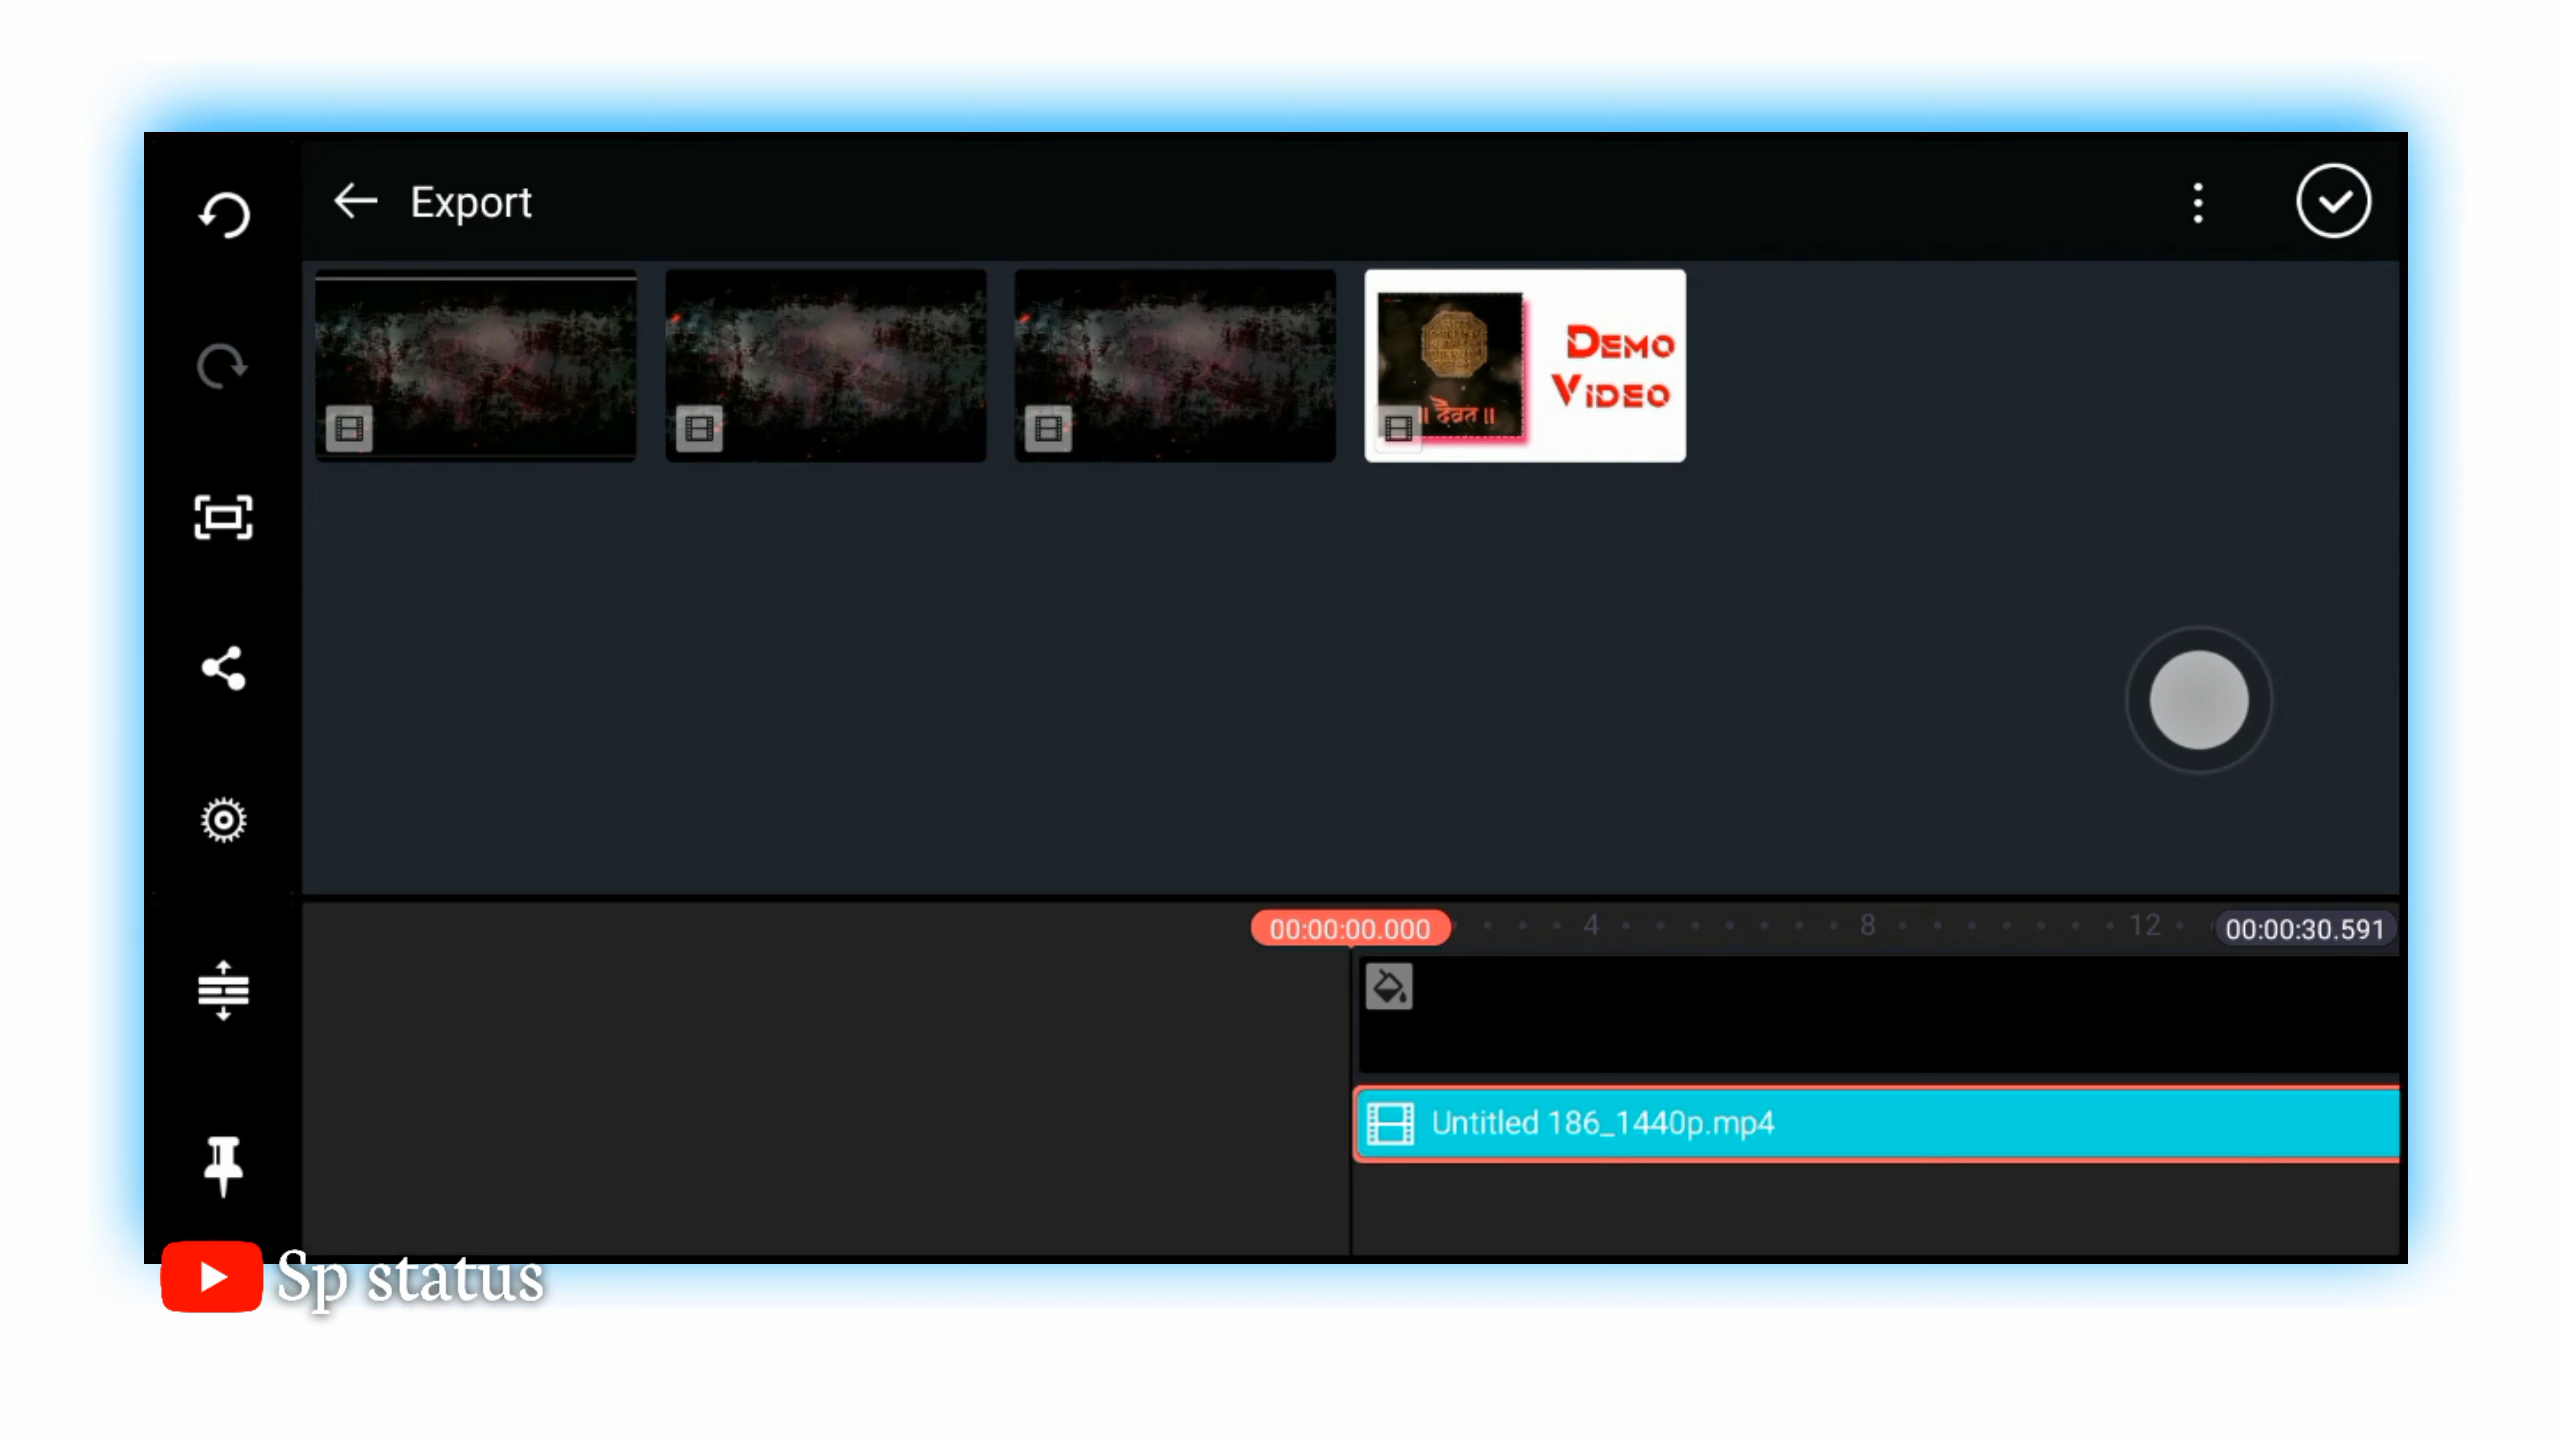 Export
DEMO
VIDEO
॥ दैवत ॥
00:00:00.000
4
8
12
00:00:30.591
Untitled 186_1440p.mp4
Sp status